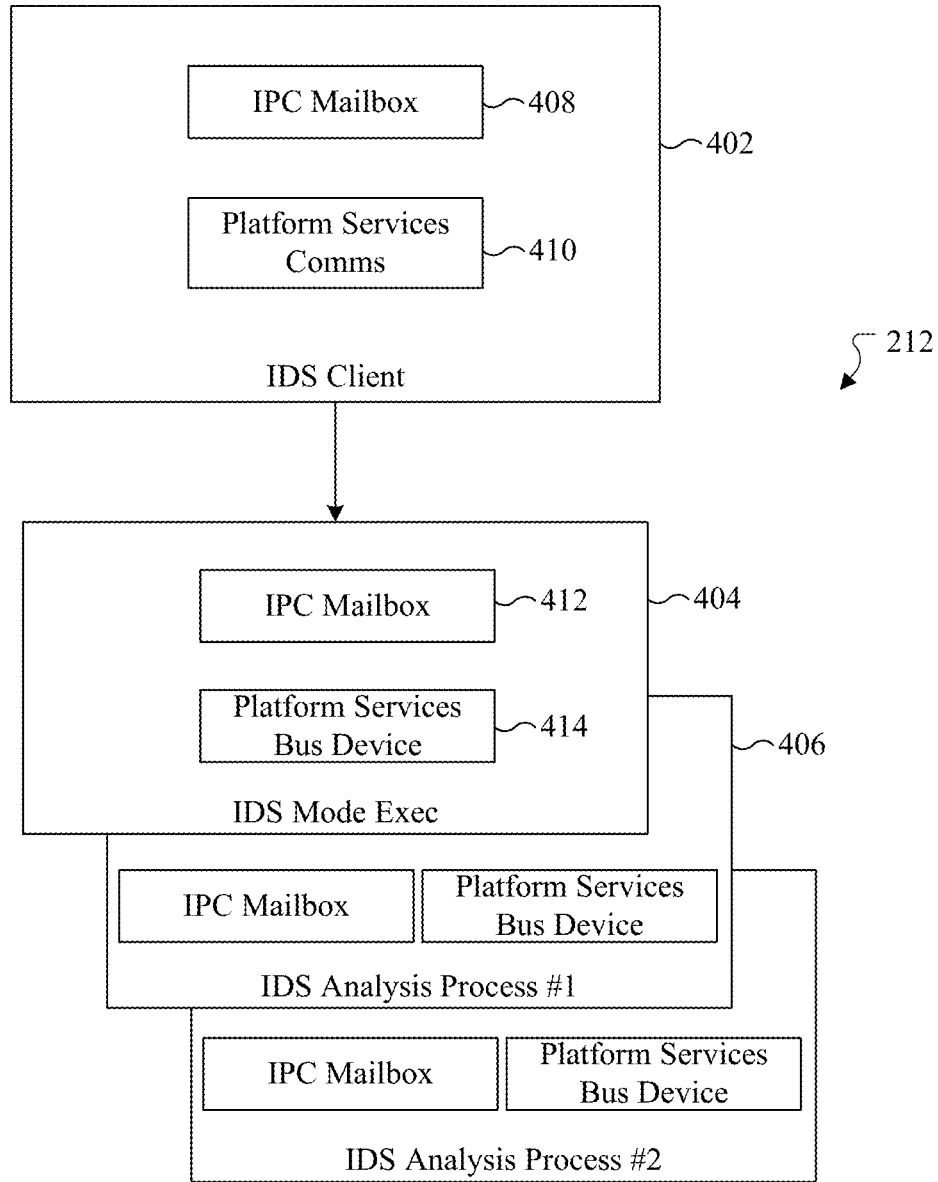 IPC Mailbox
408
402
Platform Services
Comms
410
IDS Client
212
IPC Mailbox
412
404
Platform Services
Bus Device
414
406
IDS Mode Exec
IPC Mailbox
Platform Services
Bus Device
IDS Analysis Process #1
IPC Mailbox
Platform Services
Bus Device
IDS Analysis Process #2